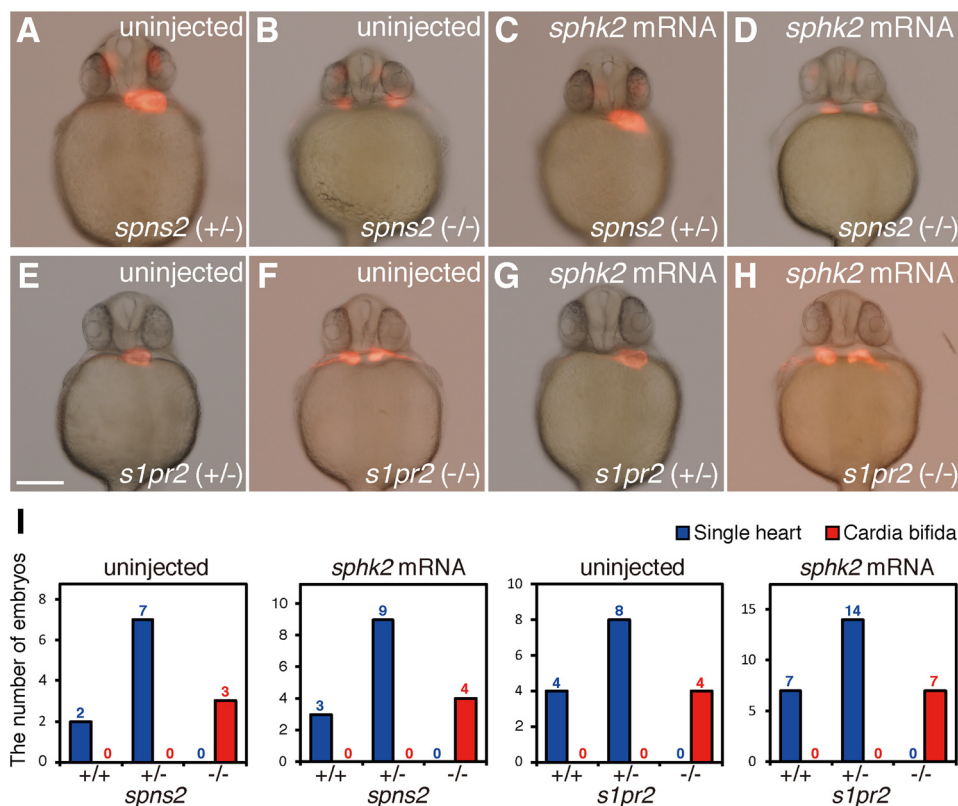 A uninjected B uninjected C sphk2 mRNA D sphk2 mRNA
spns2 (+/-) spns2 (-/-) spns2 (+/-) spns2 (-/-)
E uninjected F uninjected G sphk2 mRNA H sphk2 mRNA
s1pr2 (+/-) s1pr2 (-/-) s1pr2 (+/-) s1pr2 (-/-)
I
Single heart Cardia bifida
The number of embryos
uninjected
8
6
4
2
0
2 0 7 0 0 3
+/+ +/- -/-
spns2
sphk2 mRNA
10
8
6
4
2
0
3 0 9 0 0 4
+/+ +/- -/-
spns2
uninjected
10
8
6
4
2
0
4 0 8 0 0 4
+/+ +/- -/-
s1pr2
sphk2 mRNA
15
10
5
0
7 0 14 0 0 7
+/+ +/- -/-
s1pr2